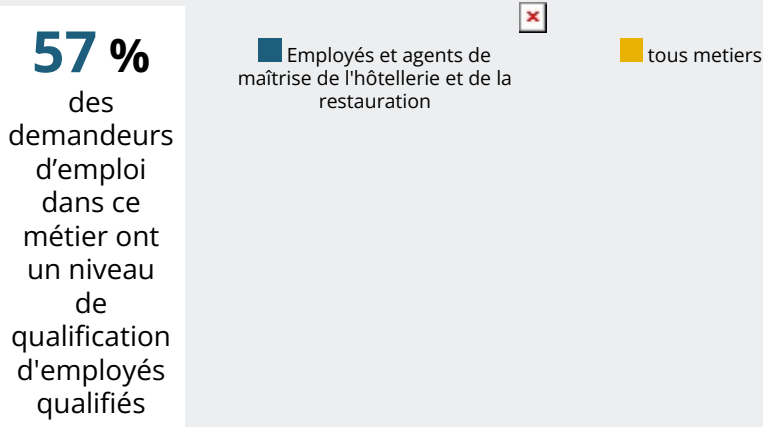 57 %
des
demandeurs
d’emploi
dans ce
métier ont
un niveau
de
qualification
d'employés
qualifiés
Employés et agents de
maîtrise de l'hôtellerie et de la
restauration
tous metiers